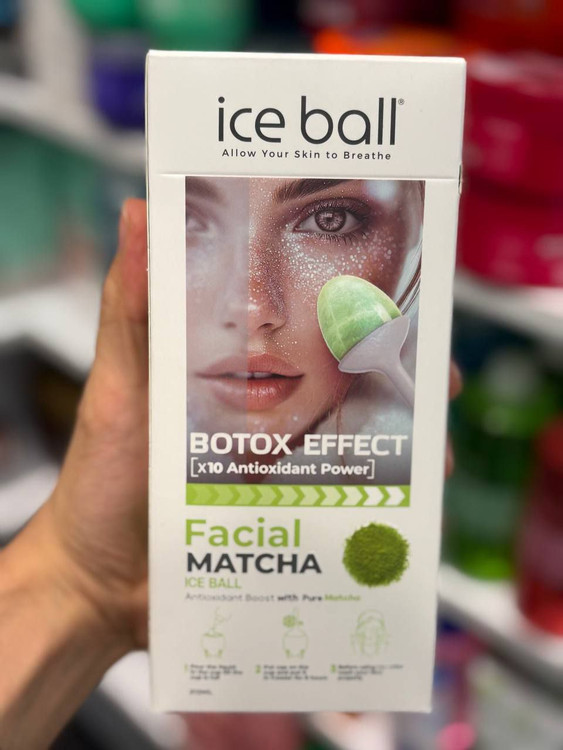 ice ball®
Allow Your Skin to Breathe
BOTOX EFFECT
[x10 Antioxidant Power]
Facial
MATCHA
ICE BALL
Antioxidant Boost with Pure Matcha